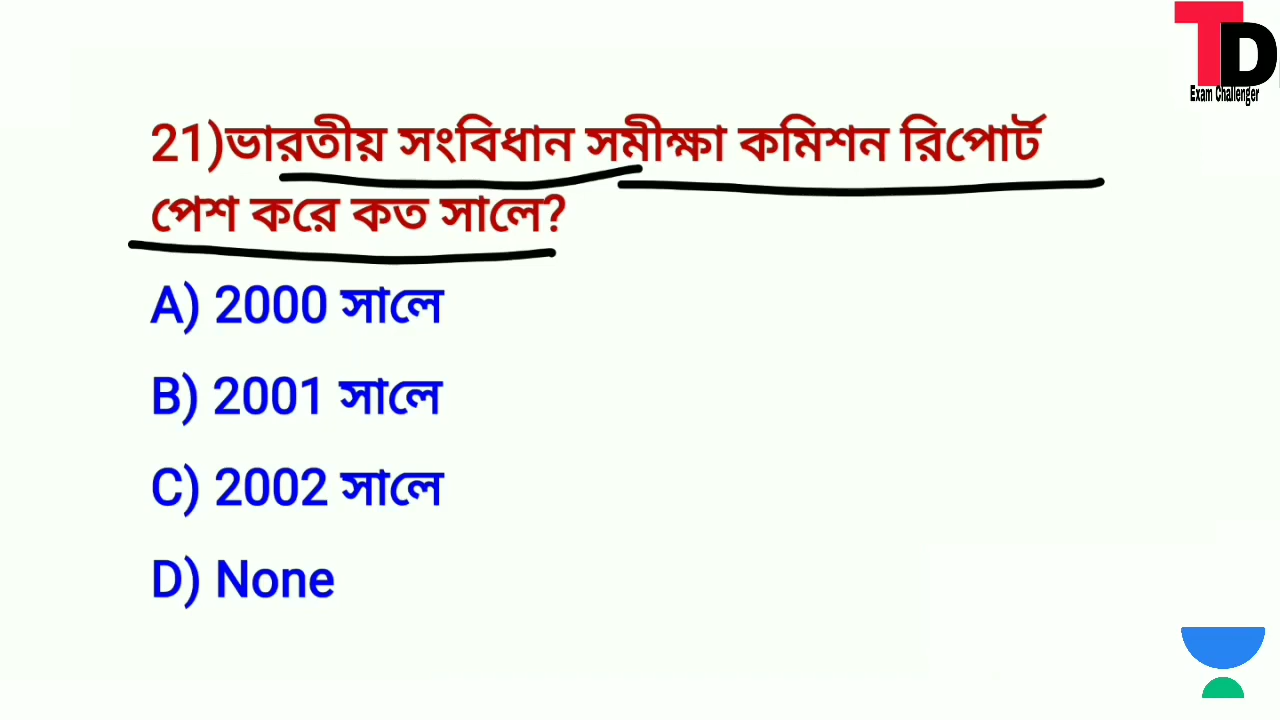 TD
Exam Challenger
21)ভারতীয় সংবিধান সমীক্ষা কমিশন রিপোর্ট
পেশ করে কত সালে?
A) 2000 সালে
B) 2001 সালে
C) 2002 সালে
D) None